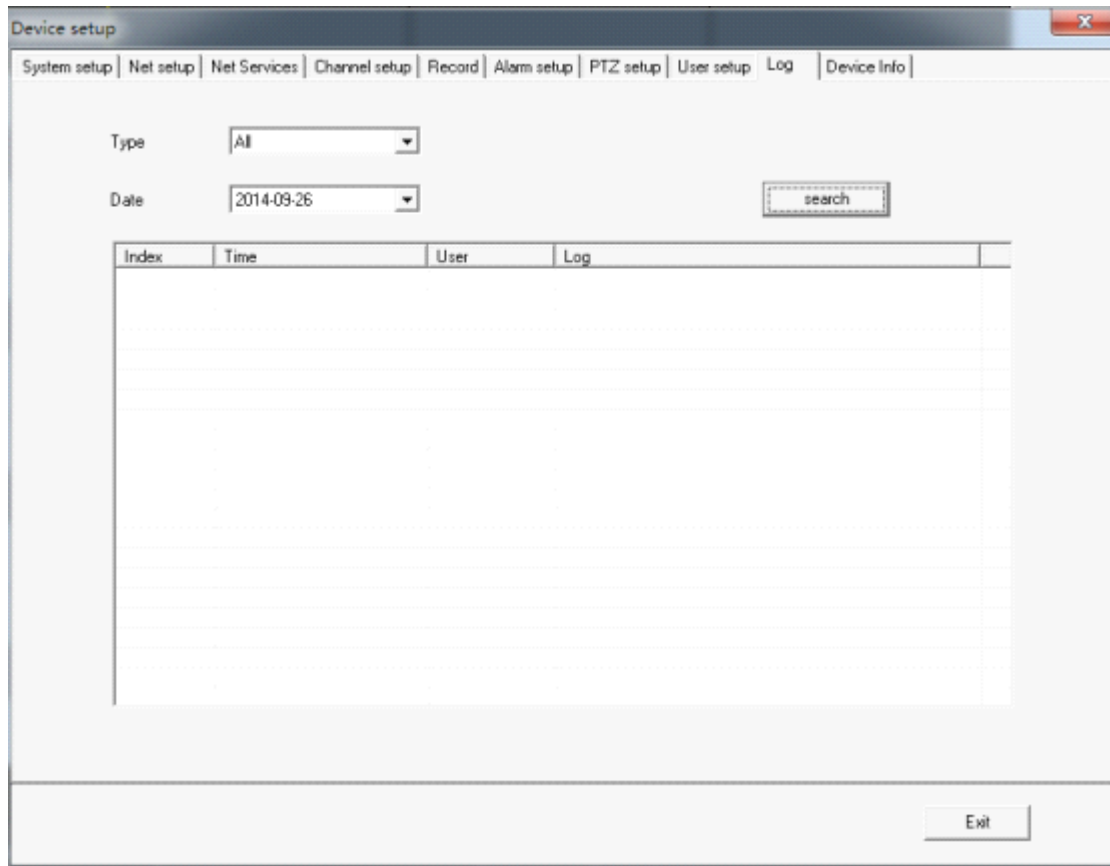 Device setup
System setup Net setup Net Services Channel setup Record Alarm setup PTZ setup User setup Log Device Info
Type All
Date 2014-09-26 search
Index Time User Log
Exit